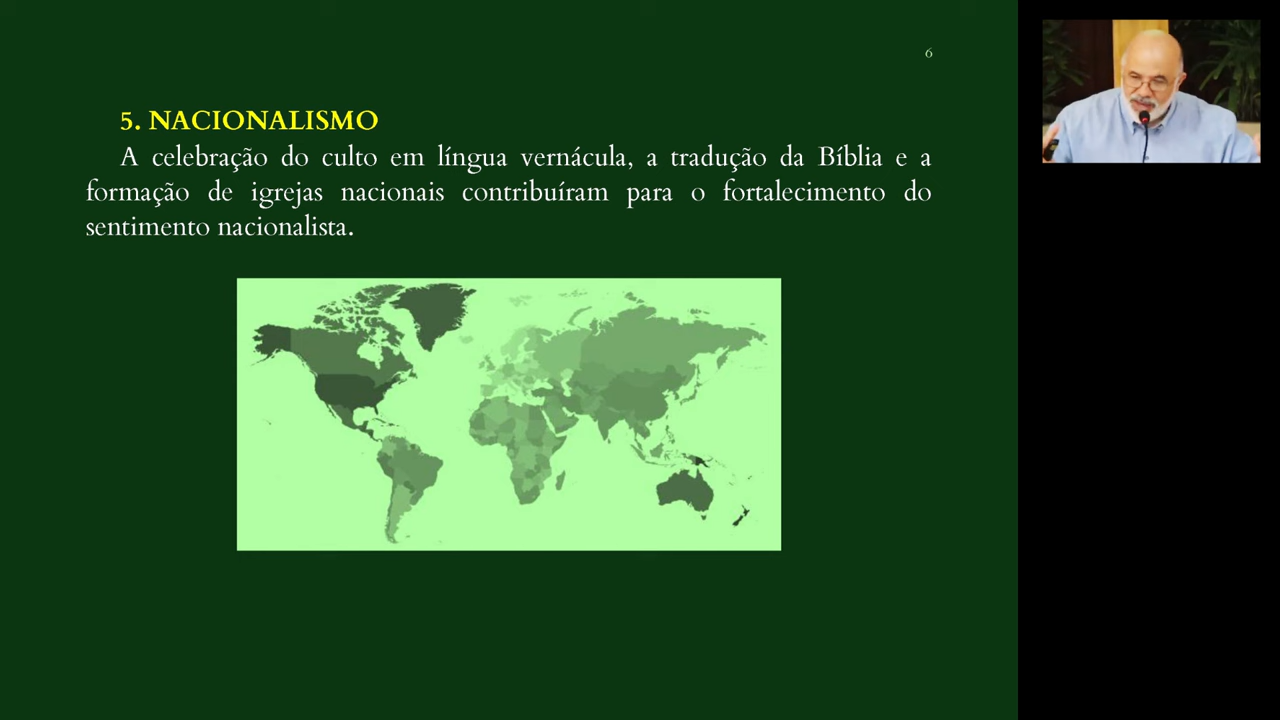 6
5. NACIONALISMO
A celebração do culto em língua vernácula, a tradução da Bíblia e a
formação de igrejas nacionais contribuíram para o fortalecimento do
sentimento nacionalista.